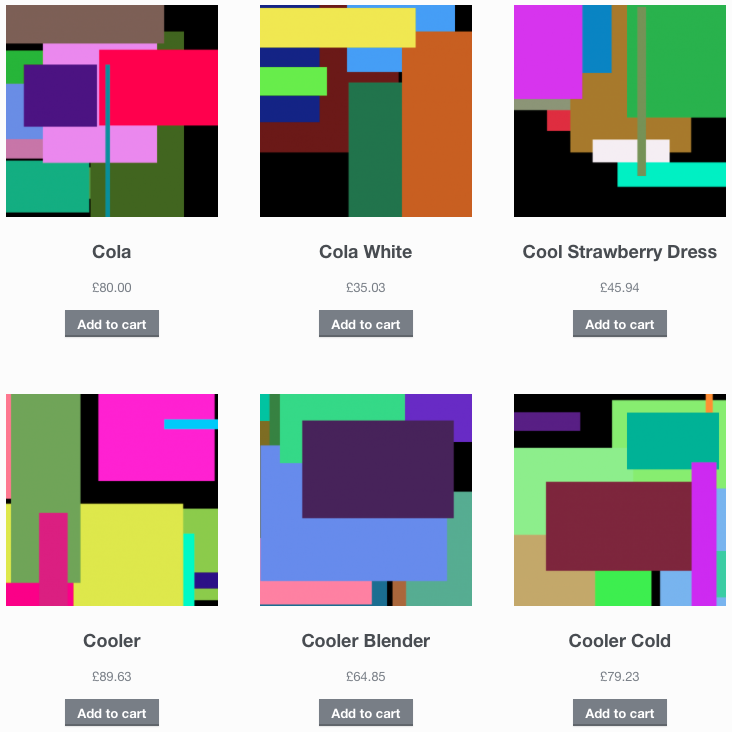 Cola
Cola White
Cool Strawberry Dress
£80.00
£35.03
£45.94
Add to cart
Add to cart
Add to cart
Cooler
Cooler Blender
Cooler Cold
£89.63
£64.85
£79.23
Add to cart
Add to cart
Add to cart